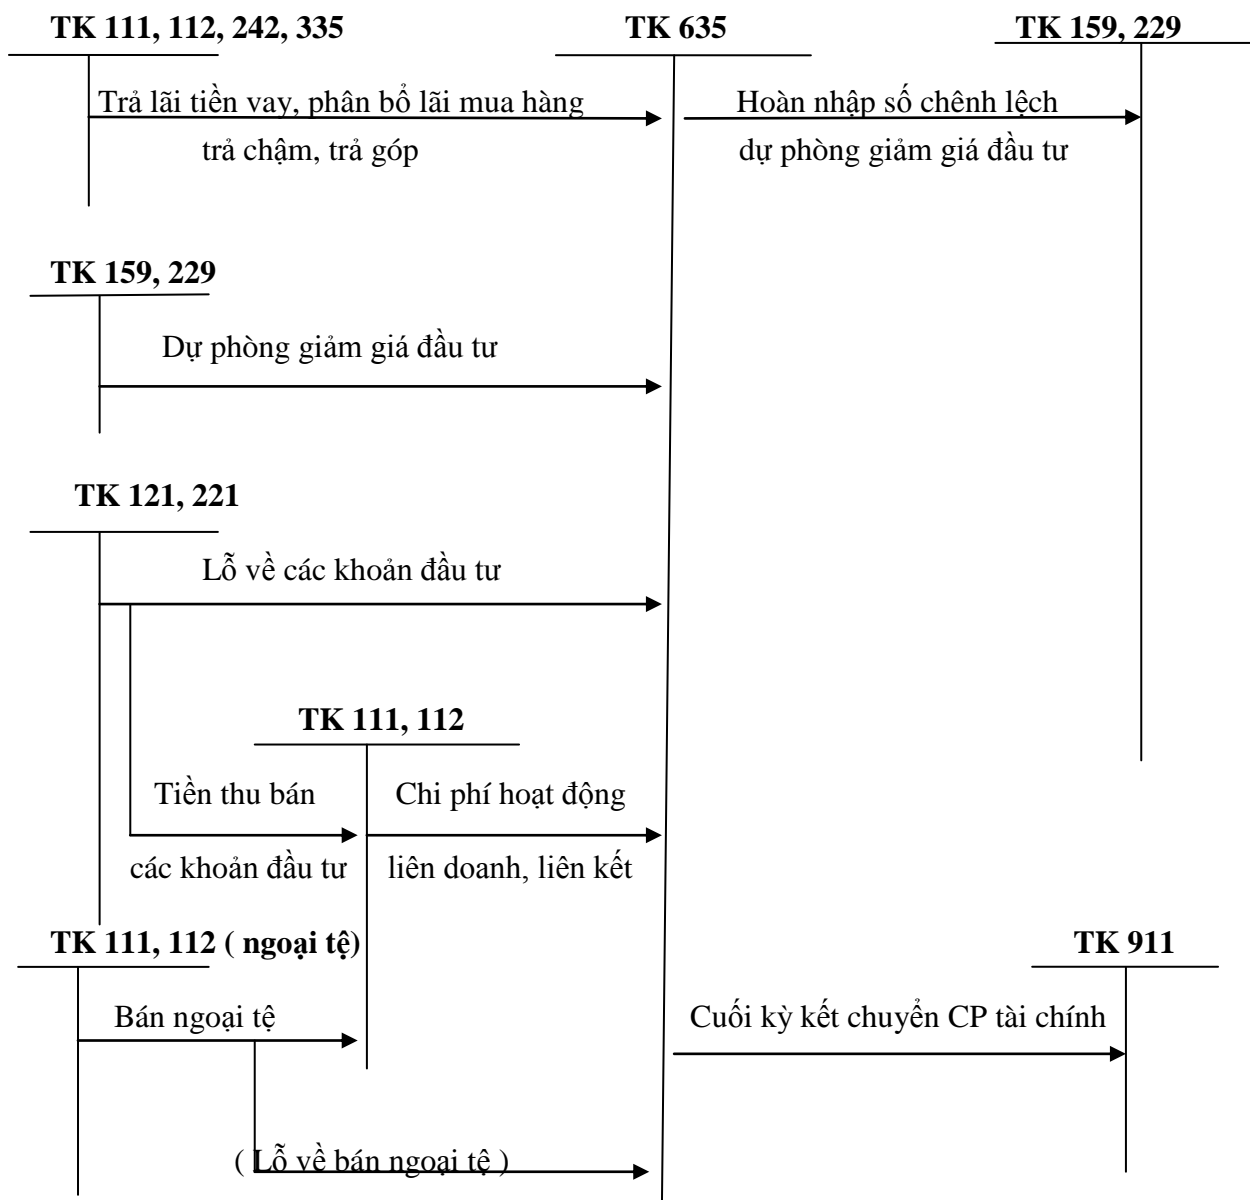 TK 111, 112, 242, 335
TK 635
TK 159, 229
Trả lãi tiền vay, phân bổ lãi mua hàng
trả chậm, trả góp
Hoàn nhập số chênh lệch
dự phòng giảm giá đầu tư
TK 159, 229
Dự phòng giảm giá đầu tư
TK 121, 221
Lỗ về các khoản đầu tư
TK 111, 112
Tiền thu bán
các khoản đầu tư
Chi phí hoạt động
liên doanh, liên kết
TK 111, 112 ( ngoại tệ)
TK 911
Bán ngoại tệ
Cuối kỳ kết chuyển CP tài chính
( Lỗ về bán ngoại tệ )